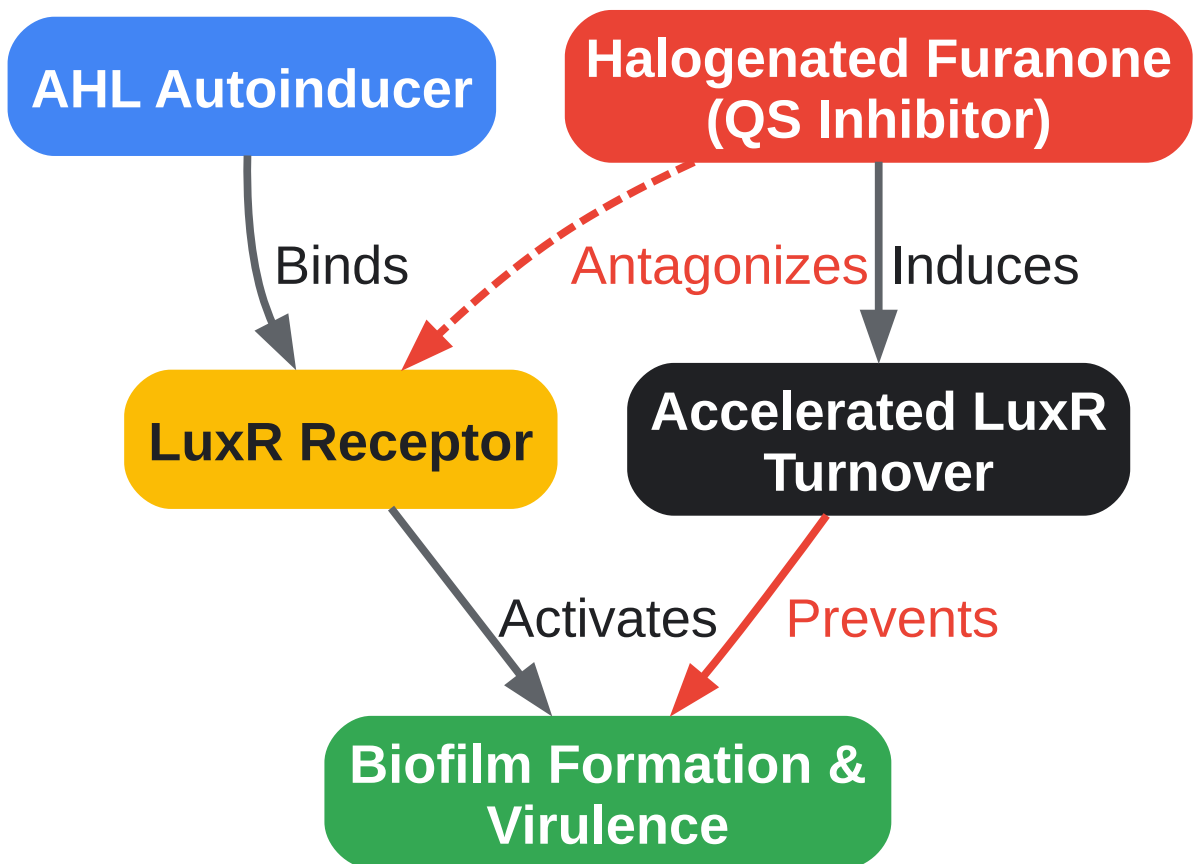 AHL Autoinducer
Halogenated Furanone
(QS Inhibitor)
Binds
Antagonizes
Induces
LuxR Receptor
Accelerated LuxR
Turnover
Activates
Prevents
Biofilm Formation &
Virulence